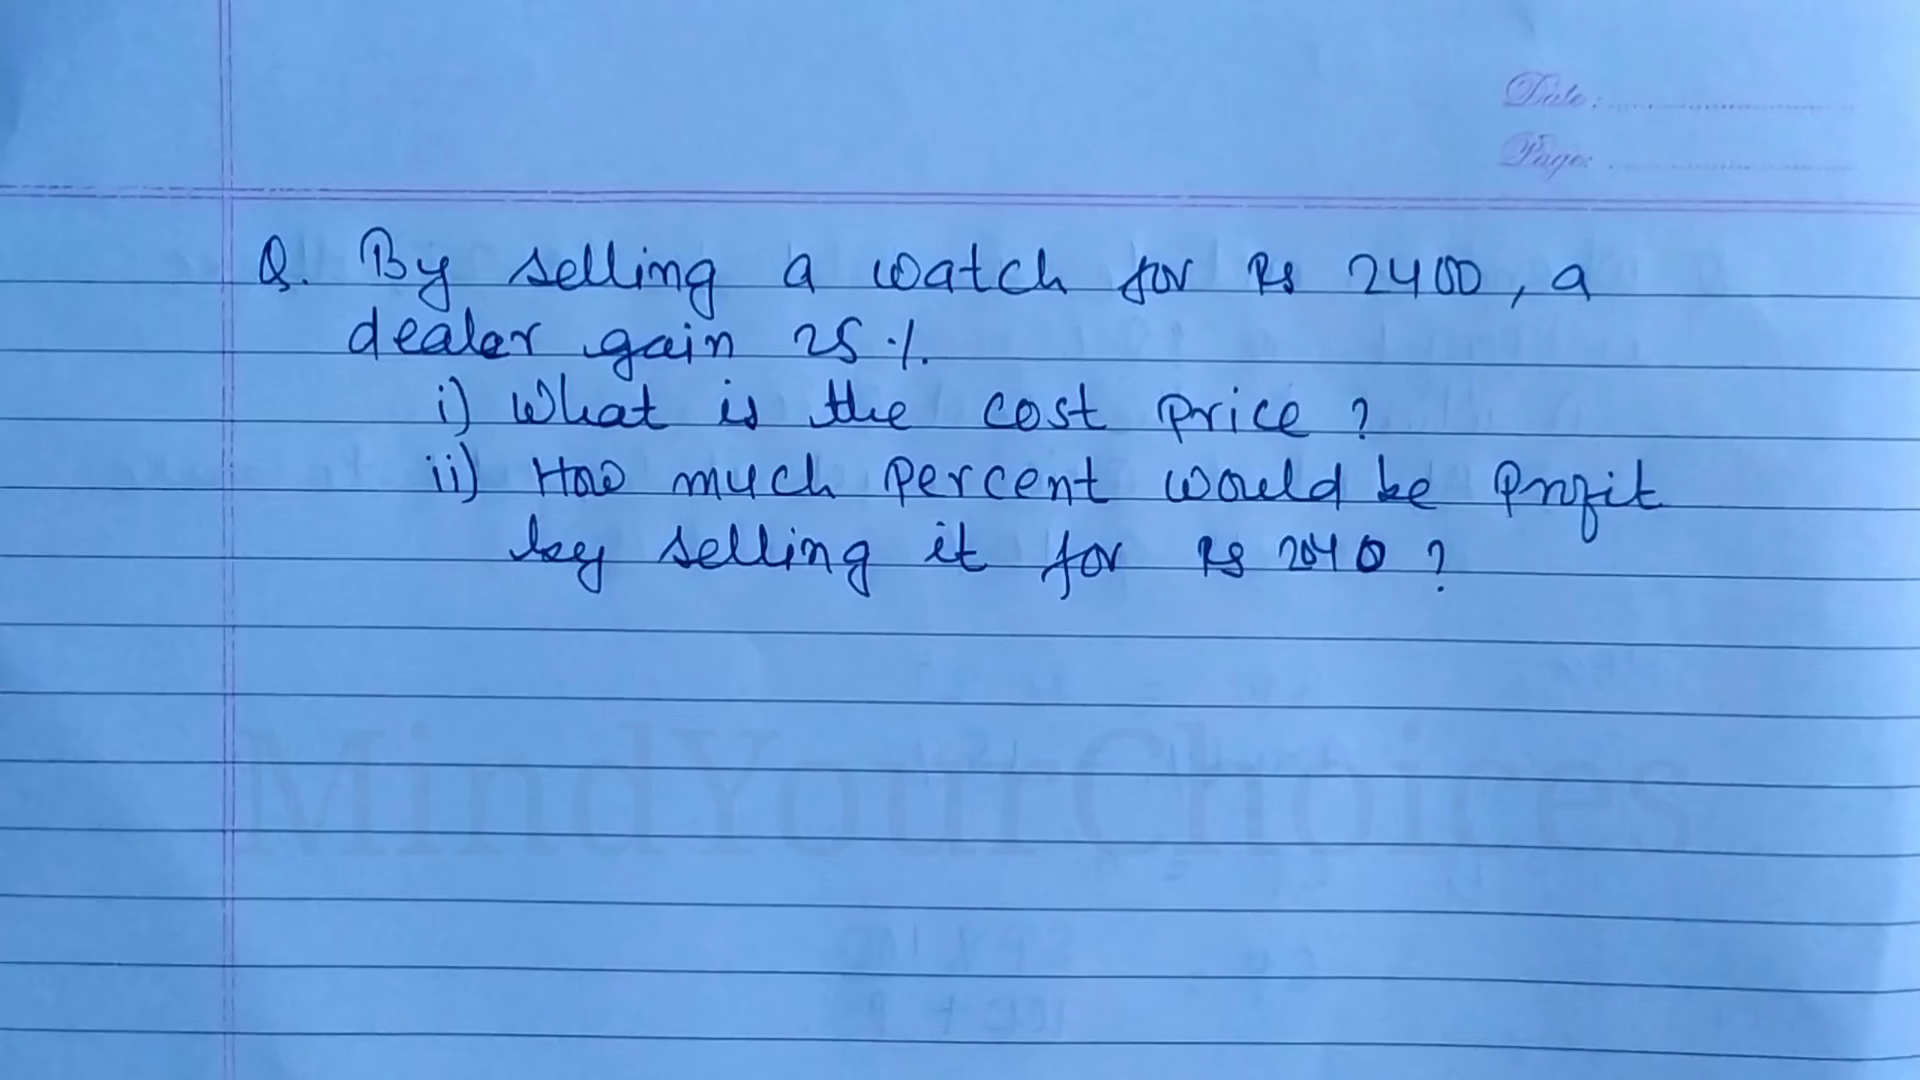 Date:
Page:
Q. By selling a watch for Rs 2400, a
dealer gain 25 %.
i) What is the cost price ?
ii) How much percent would be profit
by selling it for Rs 2040 ?
MindYourChoices